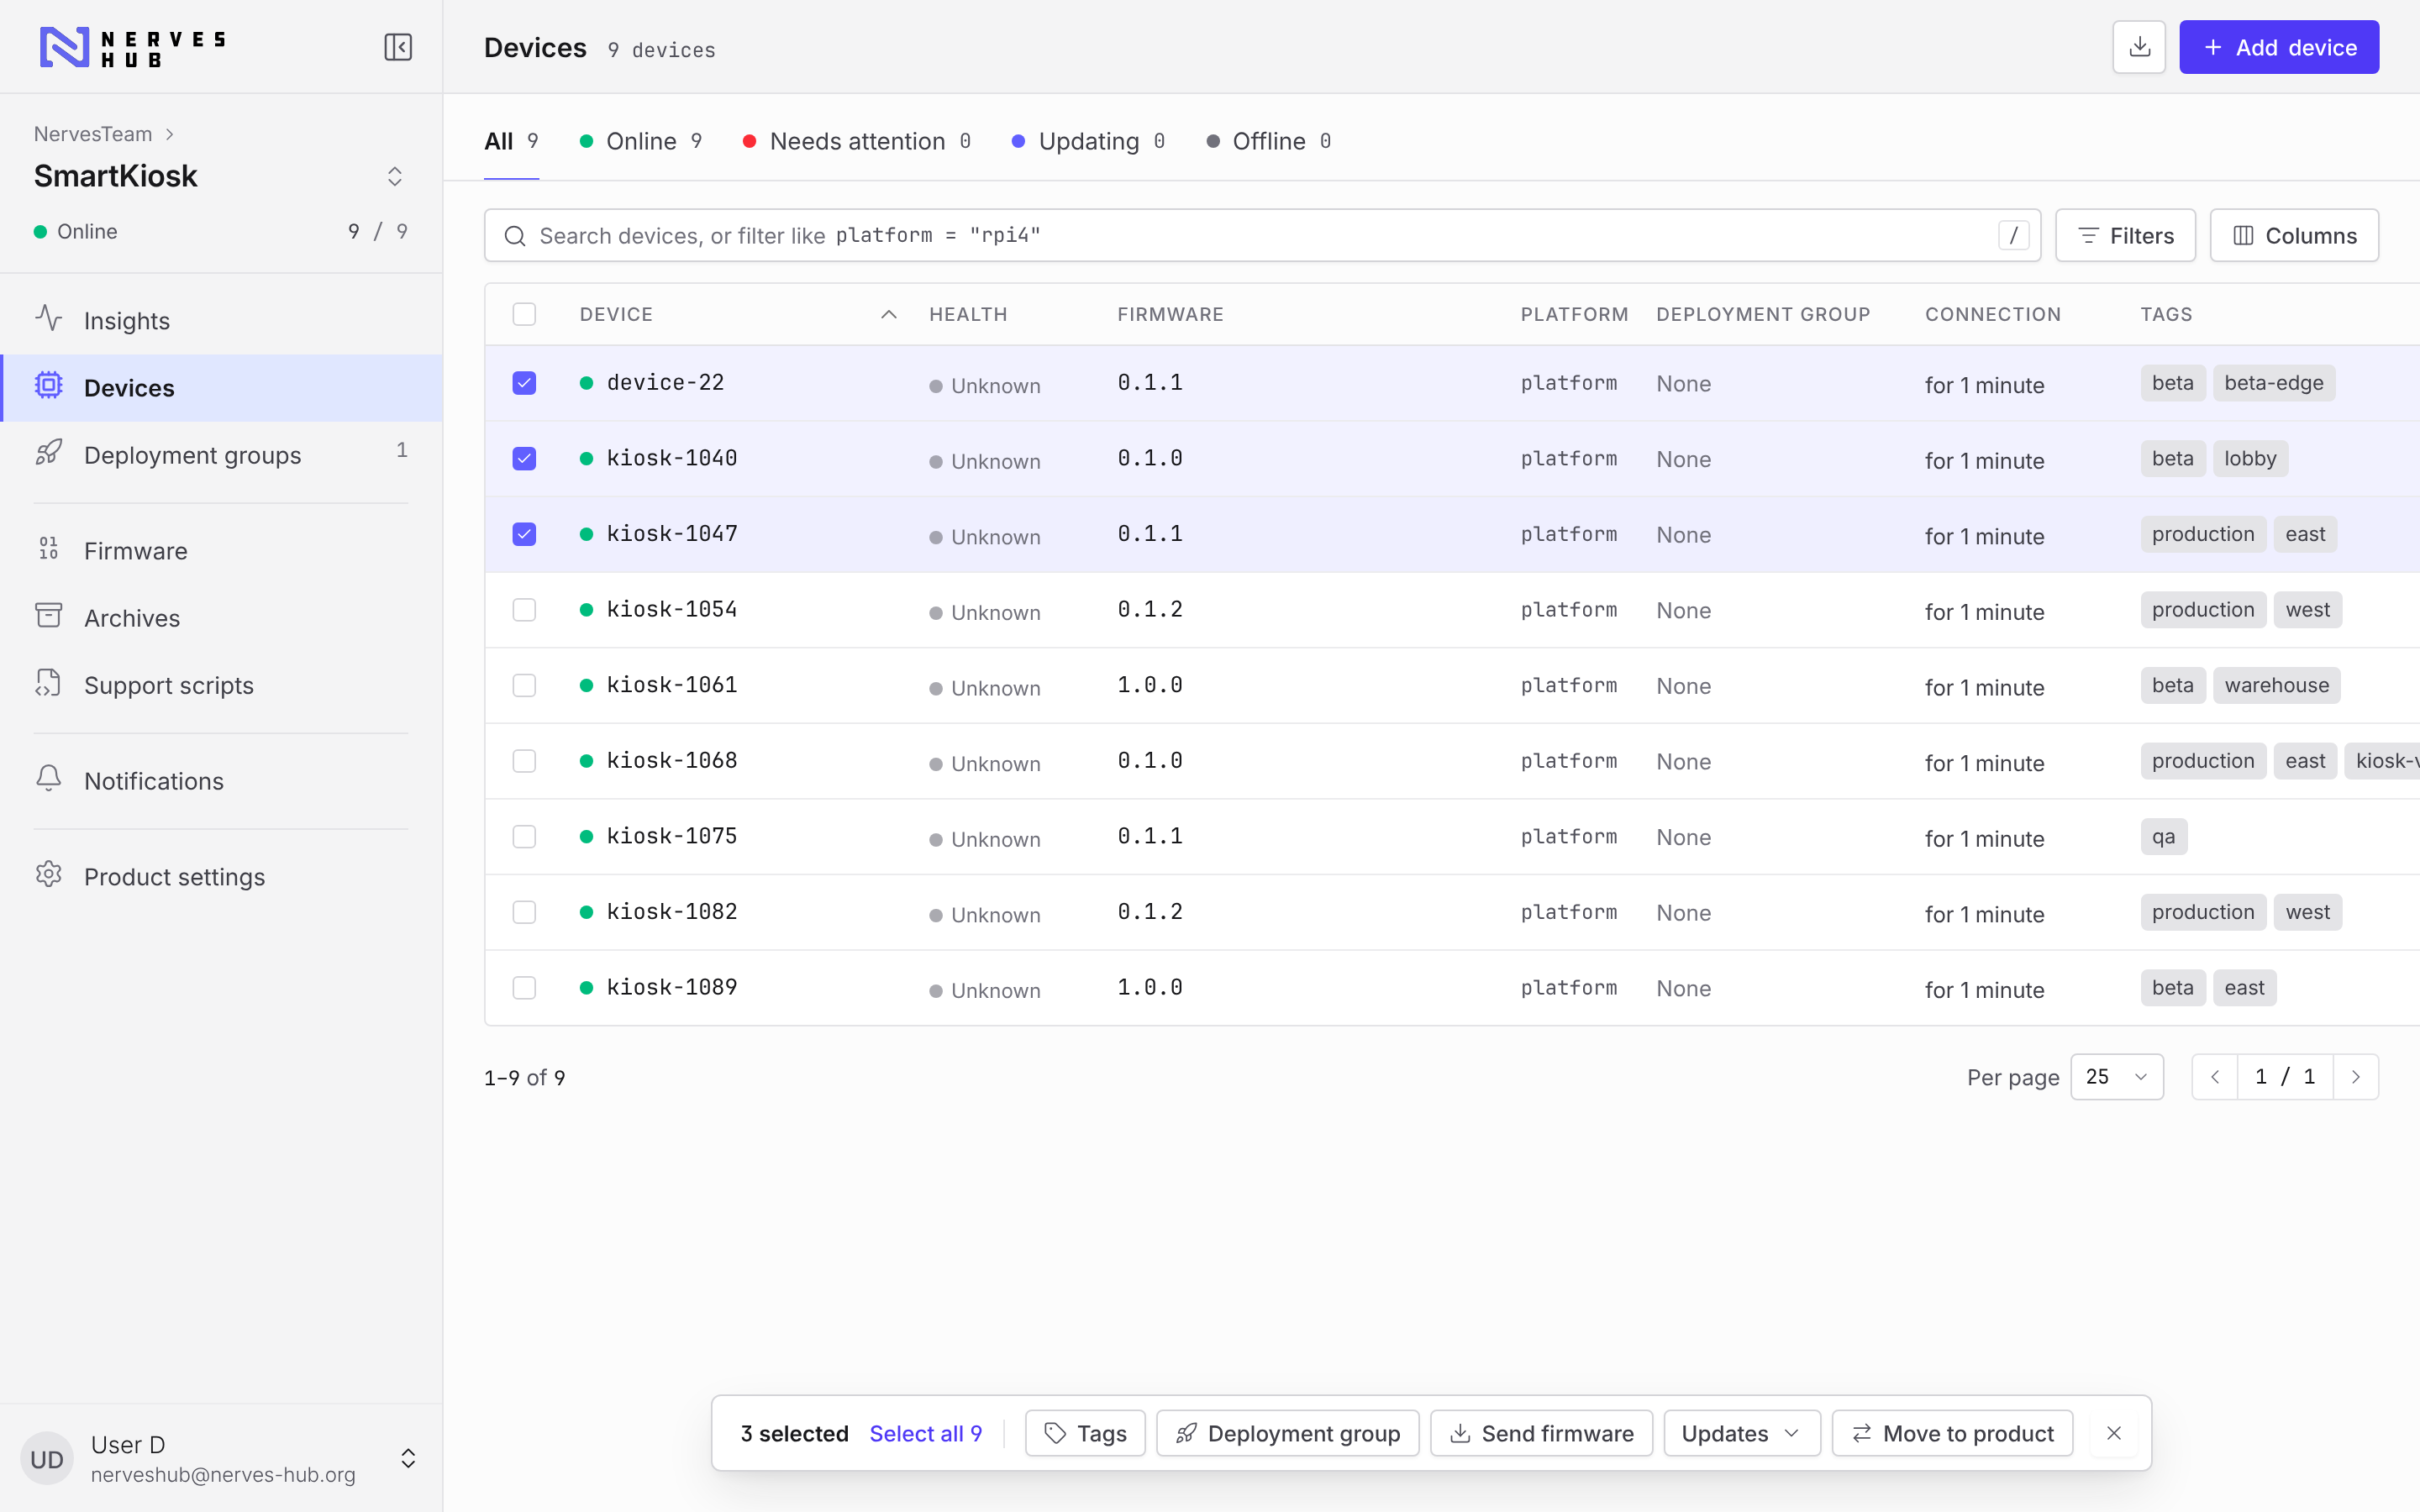 NERVES
HUB
NervesTeam
SmartKiosk
Online 9 / 9
Insights
Devices
Deployment groups 1
Firmware
Archives
Support scripts
Notifications
Product settings
UD
User D
nerveshub@nerves-hub.org
Devices 9 devices
+ Add device
All 9 Online 9 Needs attention 0 Updating 0 Offline 0
Search devices, or filter like platform = "rpi4" /
Filters
Columns
DEVICE HEALTH FIRMWARE PLATFORM DEPLOYMENT GROUP CONNECTION TAGS
device-22 Unknown 0.1.1 platform None for 1 minute beta beta-edge
kiosk-1040 Unknown 0.1.0 platform None for 1 minute beta lobby
kiosk-1047 Unknown 0.1.1 platform None for 1 minute production east
kiosk-1054 Unknown 0.1.2 platform None for 1 minute production west
kiosk-1061 Unknown 1.0.0 platform None for 1 minute beta warehouse
kiosk-1068 Unknown 0.1.0 platform None for 1 minute production east
kiosk-1075 Unknown 0.1.1 platform None for 1 minute qa
kiosk-1082 Unknown 0.1.2 platform None for 1 minute production west
kiosk-1089 Unknown 1.0.0 platform None for 1 minute beta east
1–9 of 9
Per page 25 1 / 1
3 selected Select all 9 Tags Deployment group Send firmware Updates Move to product